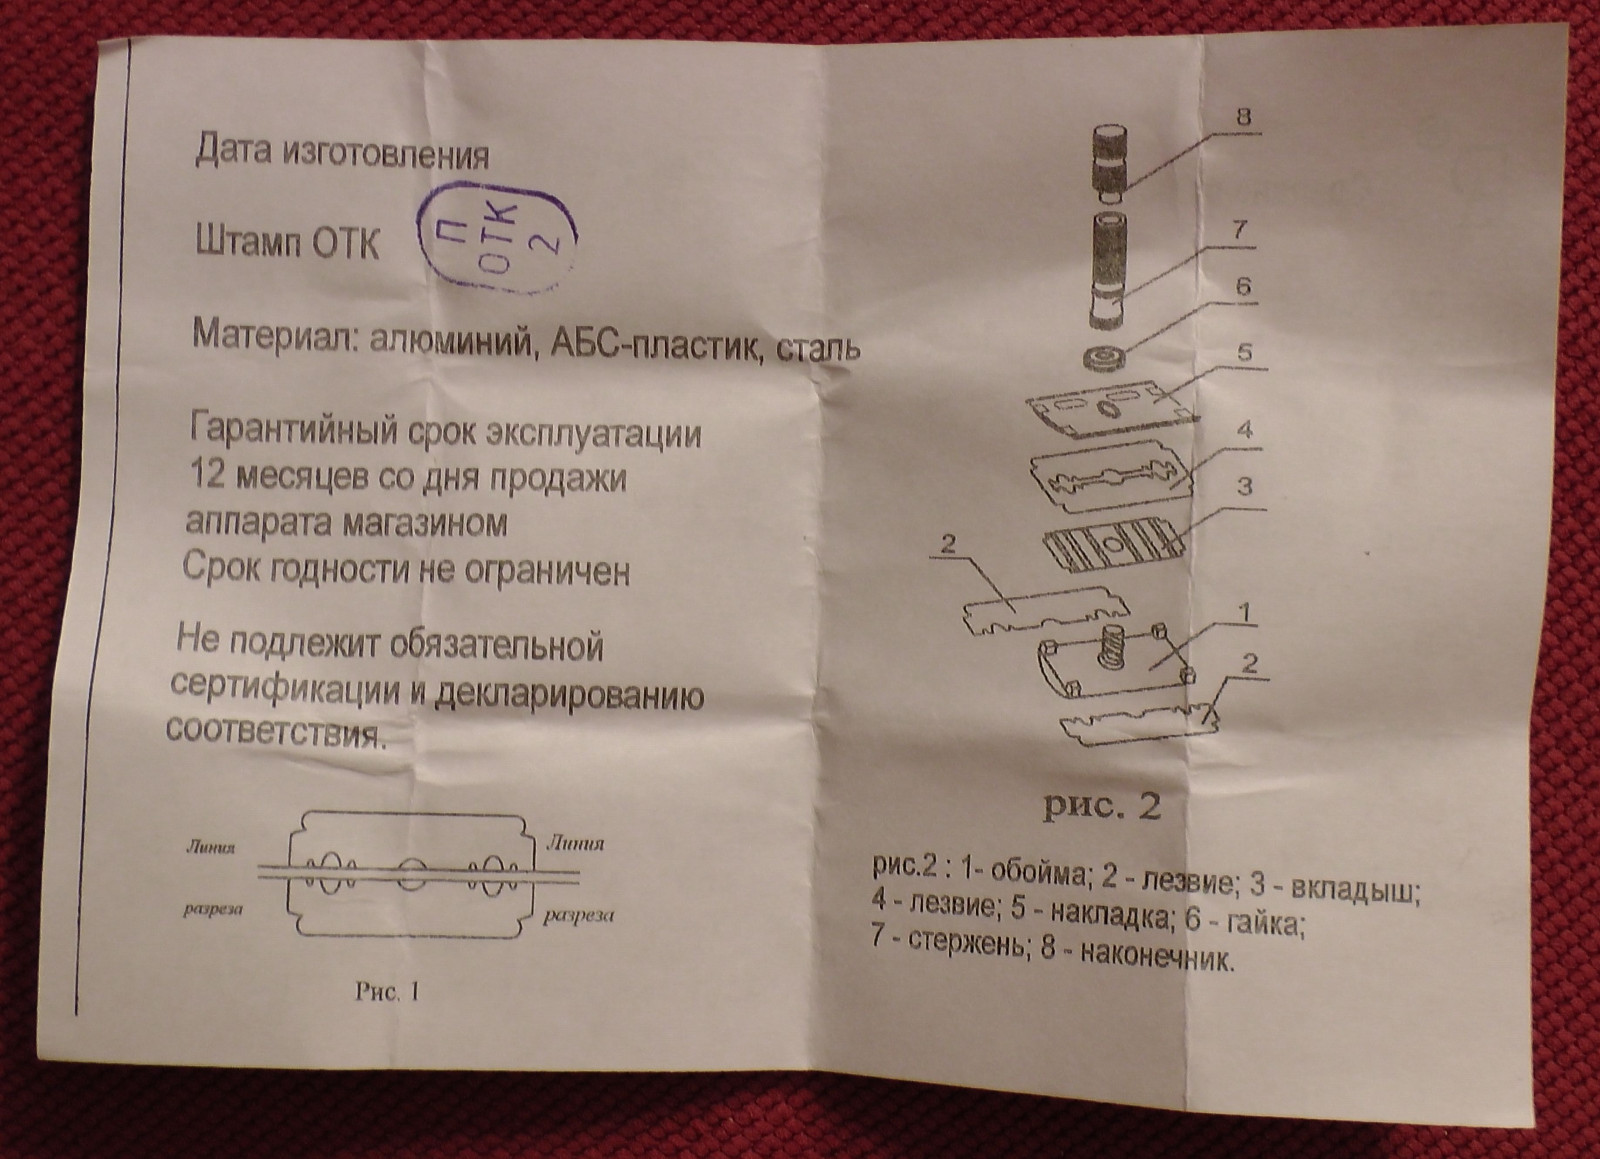 Дата изготовления
Штамп ОТК
П
ОТК
2
Материал: алюминий, АБС-пластик, сталь
Гарантийный срок эксплуатации
12 месяцев со дня продажи
аппарата магазином
Срок годности не ограничен
Не подлежит обязательной
сертификации и декларированию
соответствия.
Линия Линия
разреза разреза
Рис. 1
8
7
6
5
4
3
2
1
2
рис. 2
рис.2 : 1- обойма; 2 - лезвие; 3 - вкладыш;
4 - лезвие; 5 - накладка; 6 - гайка;
7 - стержень; 8 - наконечник.